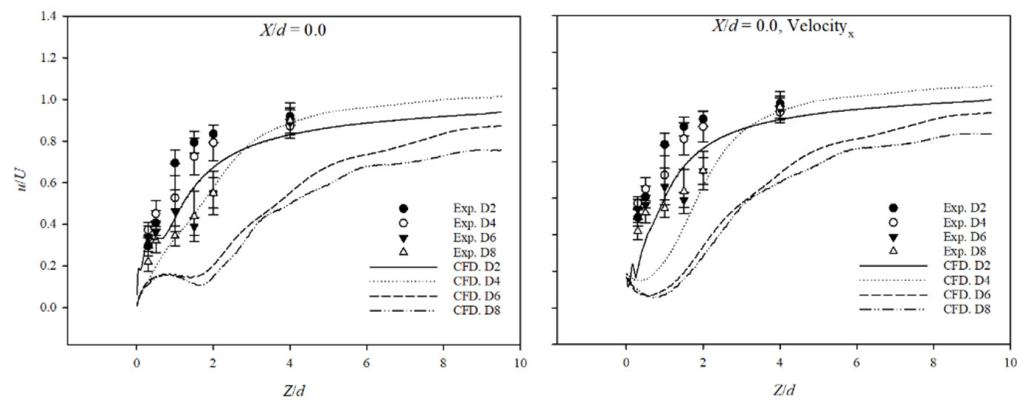 X/d = 0.0
1.4
1.2
1.0
0.8
0.6
0.4
0.2
0.0
u/U
Exp. D2
Exp. D4
Exp. D6
Exp. D8
CFD. D2
CFD. D4
CFD. D6
CFD. D8
0 2 4 6 8 10
Z/d
X/d = 0.0, Velocityx
Exp. D2
Exp. D4
Exp. D6
Exp. D8
CFD. D2
CFD. D4
CFD. D6
CFD. D8
0 2 4 6 8 10
Z/d